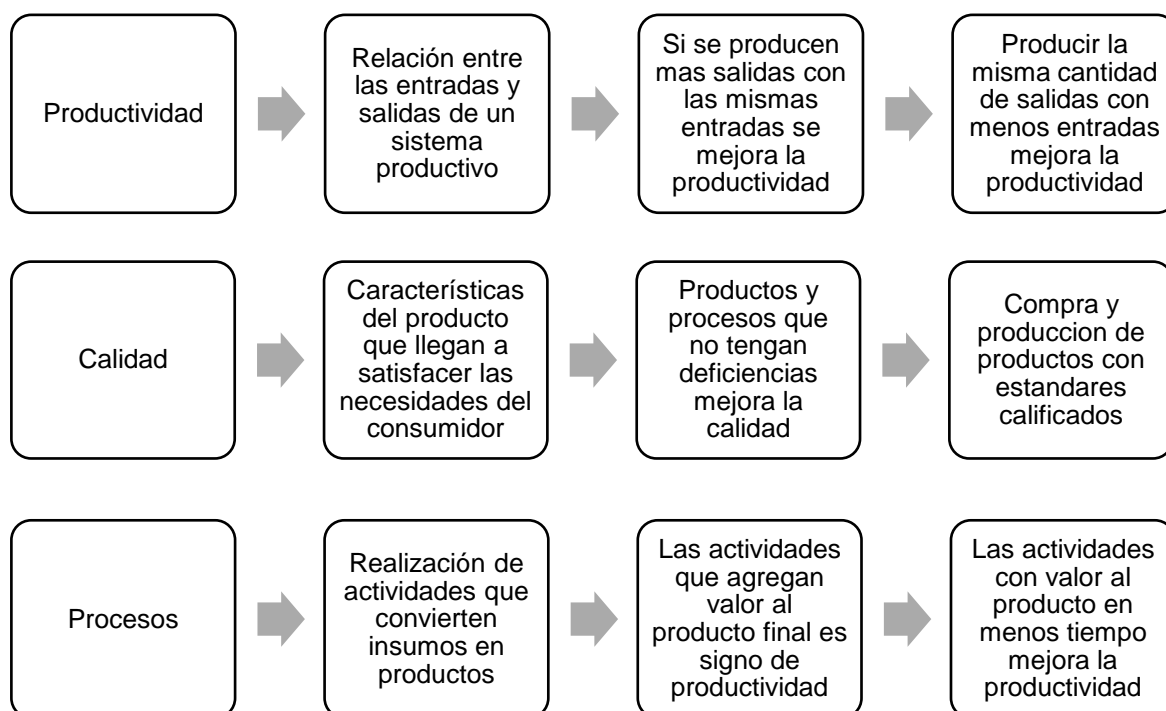 Productividad
Relación entre
las entradas y
salidas de un
sistema
productivo
Si se producen
mas salidas con
las mismas
entradas se
mejora la
productividad
Producir la
misma cantidad
de salidas con
menos entradas
mejora la
productividad
Calidad
Características
del producto
que llegan a
satisfacer las
necesidades del
consumidor
Productos y
procesos que
no tengan
deficiencias
mejora la
calidad
Compra y
produccion de
productos con
estandares
calificados
Procesos
Realización de
actividades que
convierten
insumos en
productos
Las actividades
que agregan
valor al
producto final es
signo de
productividad
Las actividades
con valor al
producto en
menos tiempo
mejora la
productividad